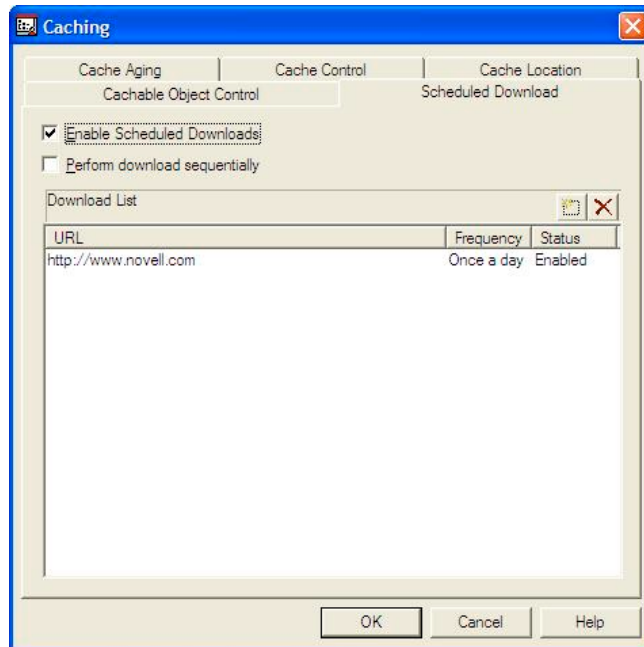 Caching
Cache Aging Cache Control Cache Location
Cachable Object Control Scheduled Download
Enable Scheduled Downloads
Perform download sequentially
Download List
URL Frequency Status
http://www.novell.com Once a day Enabled
OK Cancel Help